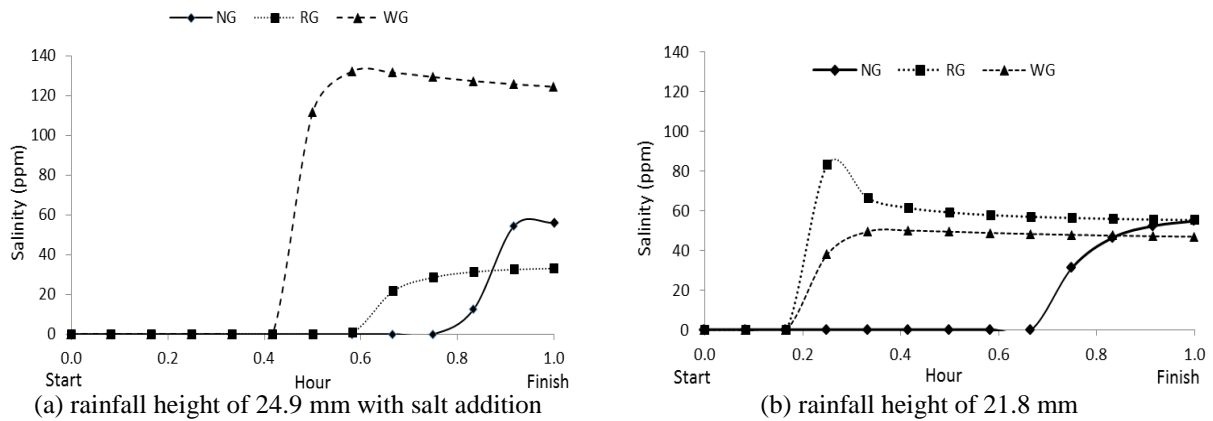 NG RG WG
140
120
100
80
60
40
20
0
Salinity (ppm)
0.0 0.2 0.4 0.6 0.8 1.0
Start Hour Finish
(a) rainfall height of 24.9 mm with salt addition
NG RG WG
140
120
100
80
60
40
20
0
Salinity (ppm)
0.0 0.2 0.4 0.6 0.8 1.0
Start Hour Finish
(b) rainfall height of 21.8 mm